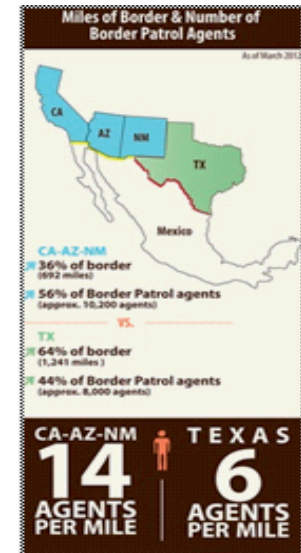 Miles of Border & Number of
Border Patrol Agents
As of March 2012
CA
AZ
NM
TX
Mexico
CA-AZ-NM
36% of border
(692 miles)
56% of Border Patrol agents
(approx. 10,200 agents)
VS.
TX
64% of border
(1,241 miles )
44% of Border Patrol agents
(approx. 8,000 agents)
CA-AZ-NM
14
AGENTS
PER MILE
TEXAS
6
AGENTS
PER MILE